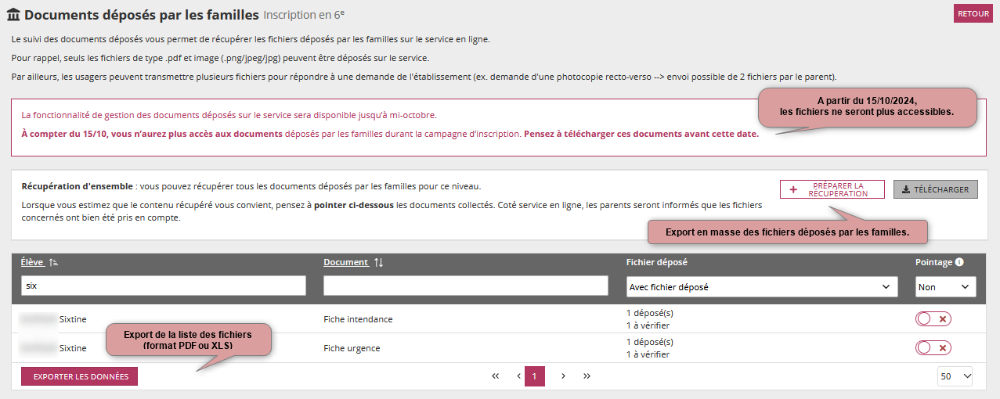 Documents déposés par les familles Inscription en 6e
RETOUR
Le suivi des documents déposés vous permet de récupérer les fichiers déposés par les familles sur le service en ligne.
Pour rappel, seuls les fichiers de type .pdf et image (.png/jpeg/jpg) peuvent être déposés sur le service.
Par ailleurs, les usagers peuvent transmettre plusieurs fichiers pour répondre à une demande de l'établissement (ex. demande d'une photocopie recto-verso --> envoi possible de 2 fichiers par le parent).
A partir du 15/10/2024,
les fichiers ne seront plus accessibles.
La fonctionnalité de gestion des documents déposés sur le service sera disponible jusqu'à mi-octobre.
À compter du 15/10, vous n'aurez plus accès aux documents déposés par les familles durant la campagne d'inscription. Pensez à télécharger ces documents avant cette date.
Récupération d'ensemble : vous pouvez récupérer tous les documents déposés par les familles pour ce niveau.
PRÉPARER LA
RÉCUPÉRATION
TÉLÉCHARGER
Lorsque vous estimez que le contenu récupéré vous convient, pensez à pointer ci-dessous les documents collectés. Coté service en ligne, les parents seront informés que les fichiers
concernés ont bien été pris en compte.
Export en masse des fichiers déposés par les familles.
Élève Document Fichier déposé Pointage
six Avec fichier déposé Non
Sixtine Fiche intendance 1 déposé(s)
1 à vérifier
Sixtine Fiche urgence 1 déposé(s)
1 à vérifier
Export de la liste des fichiers
(format PDF ou XLS)
EXPORTER LES DONNÉES « ‹ 1 › » 50